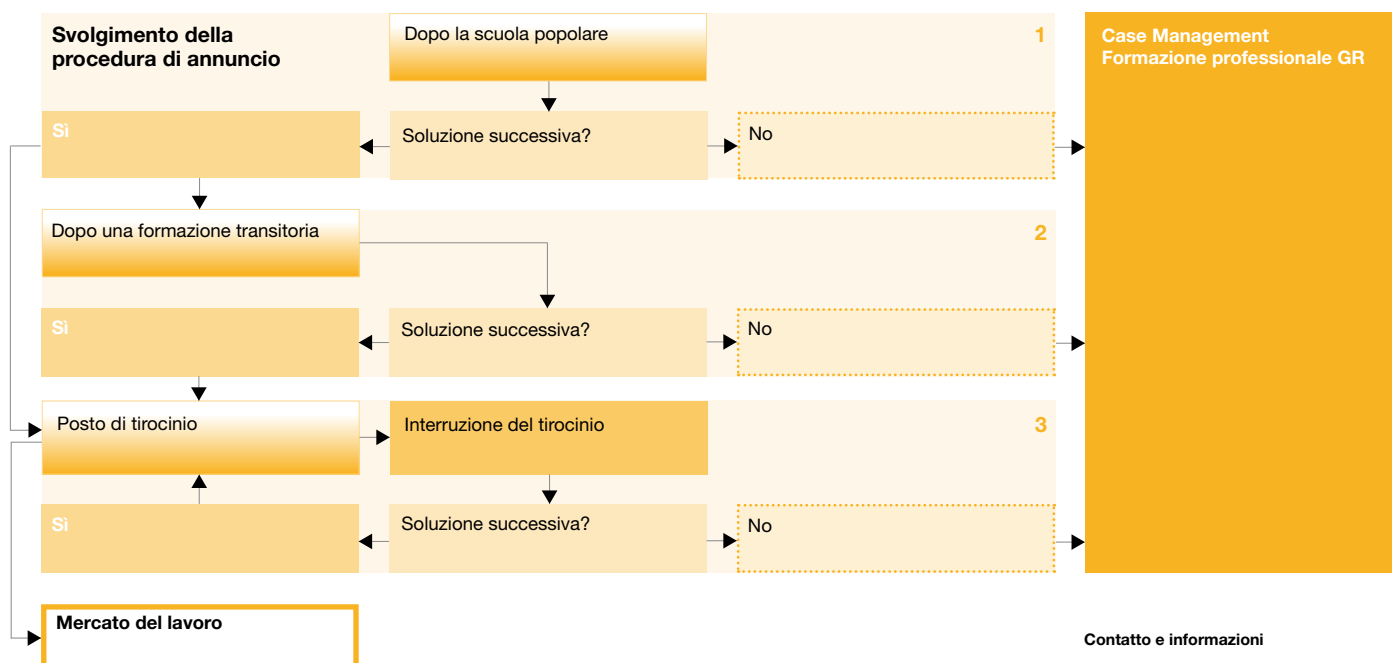 Svolgimento della
procedura di annuncio
Dopo la scuola popolare
1
Case Management
Formazione professionale GR
Sì
Soluzione successiva?
No
Dopo una formazione transitoria
2
Sì
Soluzione successiva?
No
Posto di tirocinio
Interruzione del tirocinio
3
Sì
Soluzione successiva?
No
Mercato del lavoro
Contatto e informazioni